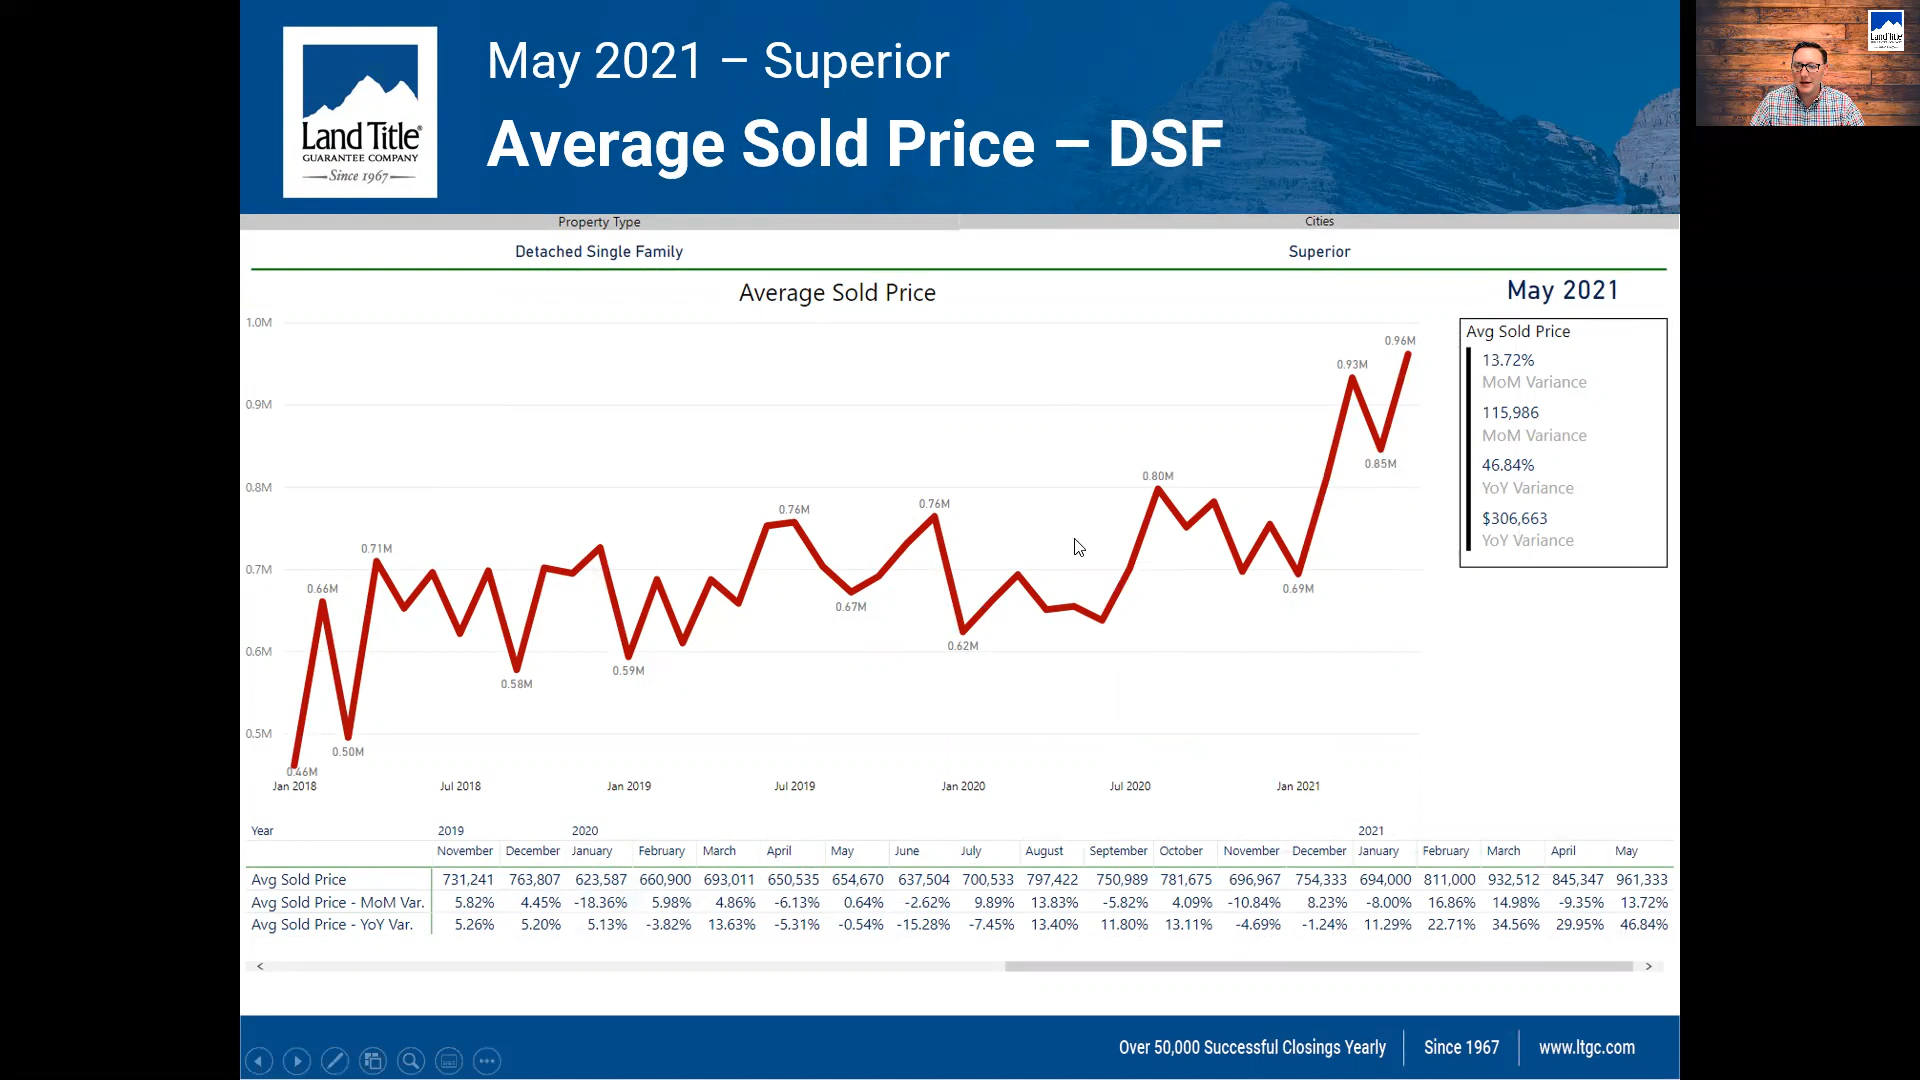 May 2021 – Superior
Average Sold Price – DSF
Land Title®
GUARANTEE COMPANY
Since 1967
Land Title
Property Type
Cities
Detached Single Family
Superior
Average Sold Price
May 2021
1.0M
0.9M
0.8M
0.7M
0.6M
0.5M
0.46M
0.66M
0.50M
0.71M
0.58M
0.59M
0.76M
0.67M
0.76M
0.62M
0.80M
0.69M
0.93M
0.85M
0.96M
Jan 2018 Jul 2018 Jan 2019 Jul 2019 Jan 2020 Jul 2020 Jan 2021
Avg Sold Price
13.72%
MoM Variance
115,986
MoM Variance
46.84%
YoY Variance
$306,663
YoY Variance
Year 2019 2020 2021
November December January February March April May June July August September October November December January February March April May
Avg Sold Price 731,241 763,807 623,587 660,900 693,011 650,535 654,670 637,504 700,533 797,422 750,989 781,675 696,967 754,333 694,000 811,000 932,512 845,347 961,333
Avg Sold Price - MoM Var. 5.82% 4.45% -18.36% 5.98% 4.86% -6.13% 0.64% -2.62% 9.89% 13.83% -5.82% 4.09% -10.84% 8.23% -8.00% 16.86% 14.98% -9.35% 13.72%
Avg Sold Price - YoY Var. 5.26% 5.20% 5.13% -3.82% 13.63% -5.31% -0.54% -15.28% -7.45% 13.40% 11.80% 13.11% -4.69% -1.24% 11.29% 22.71% 34.56% 29.95% 46.84%
Over 50,000 Successful Closings Yearly
Since 1967
www.ltgc.com